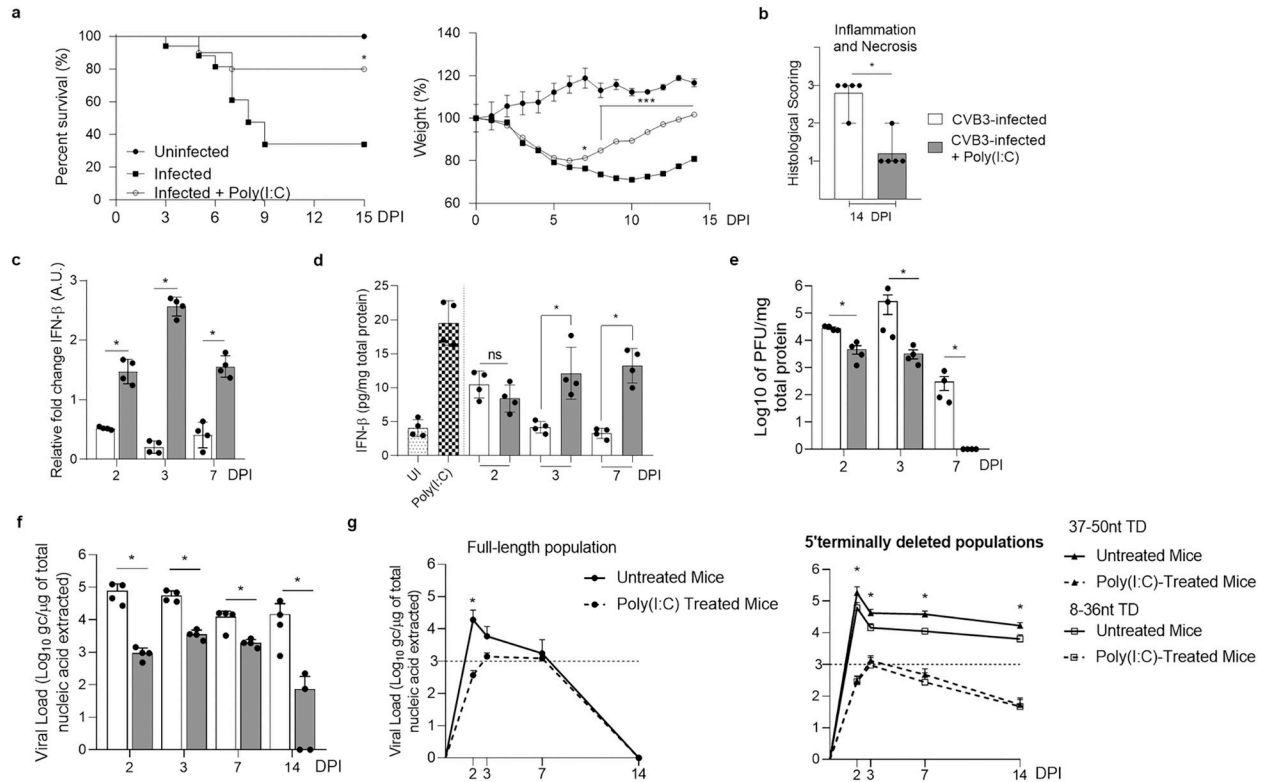 a
Percent survival (%)
100
80
60
40
20
0
Uninfected
Infected
Infected + Poly(I:C)
*
0 3 6 9 12 15 DPI
Weight (%)
140
120
100
80
60
***
*
0 5 10 15 DPI
b
Inflammation
and Necrosis
Histological Scoring
3
2
1
*
14 DPI
CVB3-infected
CVB3-infected
+ Poly(I:C)
c
Relative fold change IFN-β (A.U.)
3
2
1
0
* * *
2 3 7 DPI
d
IFN-β (pg/mg total protein)
25
20
15
10
5
0
ns * *
UI
Poly(I:C)
2 3 7 DPI
e
Log10 of PFU/mg
total protein
6
5
4
3
2
1
0
* * *
2 3 7 DPI
f
Viral Load (Log10 gc/µg of total
nucleic acid extracted)
6
5
4
3
2
1
0
* * * *
2 3 7 14 DPI
g
Full-length population
Viral Load (Log10 gc/µg of total
nucleic acid extracted)
6
5
4
3
2
1
0
*
Untreated Mice
Poly(I:C) Treated Mice
2 3 7 14
5'terminally deleted populations
6
5
4
3
2
1
0
* * * *
2 3 7 14 DPI
37-50nt TD
Untreated Mice
Poly(I:C)-Treated Mice
8-36nt TD
Untreated Mice
Poly(I:C)-Treated Mice